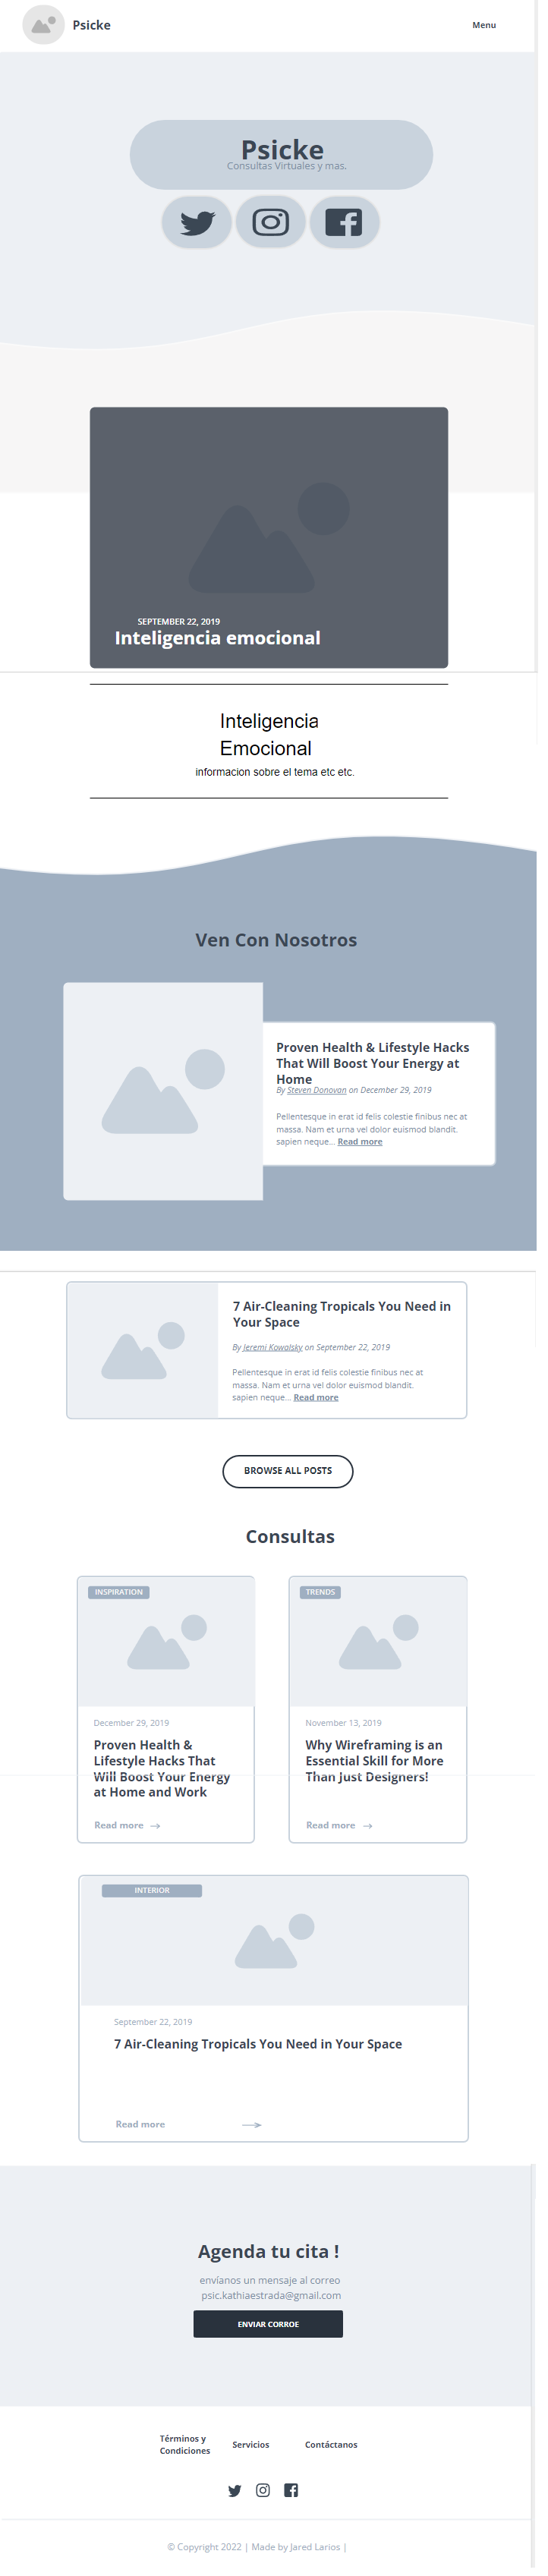 Psicke
Menu
Psicke
Consultas Virtuales y mas.
SEPTEMBER 22, 2019
Inteligencia emocional
Inteligencia
Emocional
informacion sobre el tema etc etc.
Ven Con Nosotros
Proven Health & Lifestyle Hacks
That Will Boost Your Energy at
Home
By Steven Donovan on December 29, 2019
Pellentesque in erat id felis colestie finibus nec at
massa. Nam et urna vel dolor euismod blandit.
sapien neque... Read more
7 Air-Cleaning Tropicals You Need in
Your Space
By Jeremi Kowalsky on September 22, 2019
Pellentesque in erat id felis colestie finibus nec at
massa. Nam et urna vel dolor euismod blandit.
sapien neque... Read more
BROWSE ALL POSTS
Consultas
INSPIRATION
December 29, 2019
Proven Health &
Lifestyle Hacks That
Will Boost Your Energy
at Home and Work
Read more
TRENDS
November 13, 2019
Why Wireframing is an
Essential Skill for More
Than Just Designers!
Read more
INTERIOR
September 22, 2019
7 Air-Cleaning Tropicals You Need in Your Space
Read more
Agenda tu cita !
envíanos un mensaje al correo
psic.kathiaestrada@gmail.com
ENVIAR CORROE
Términos y
Condiciones
Servicios
Contáctanos
© Copyright 2022 | Made by Jared Larios |